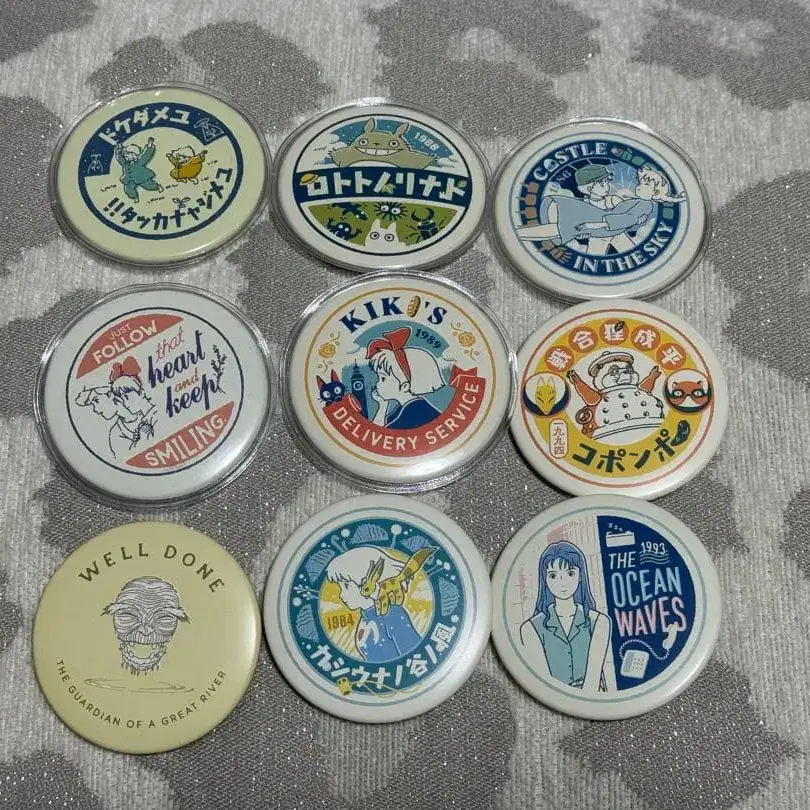 ユメダケド
ユメジャナカッタ!!
1988
トナリノトトロ
CASTLE
1986
IN THE SKY
JUST
FOLLOW
that
heart
and
keep
SMILING
KIKI'S
1989
DELIVERY SERVICE
平成狸合戦
一九九四
ポンポコ
WELL DONE
THE GUARDIAN OF A GREAT RIVER
1984
風ノ谷ノナウシカ
THE
1993
OCEAN
WAVES